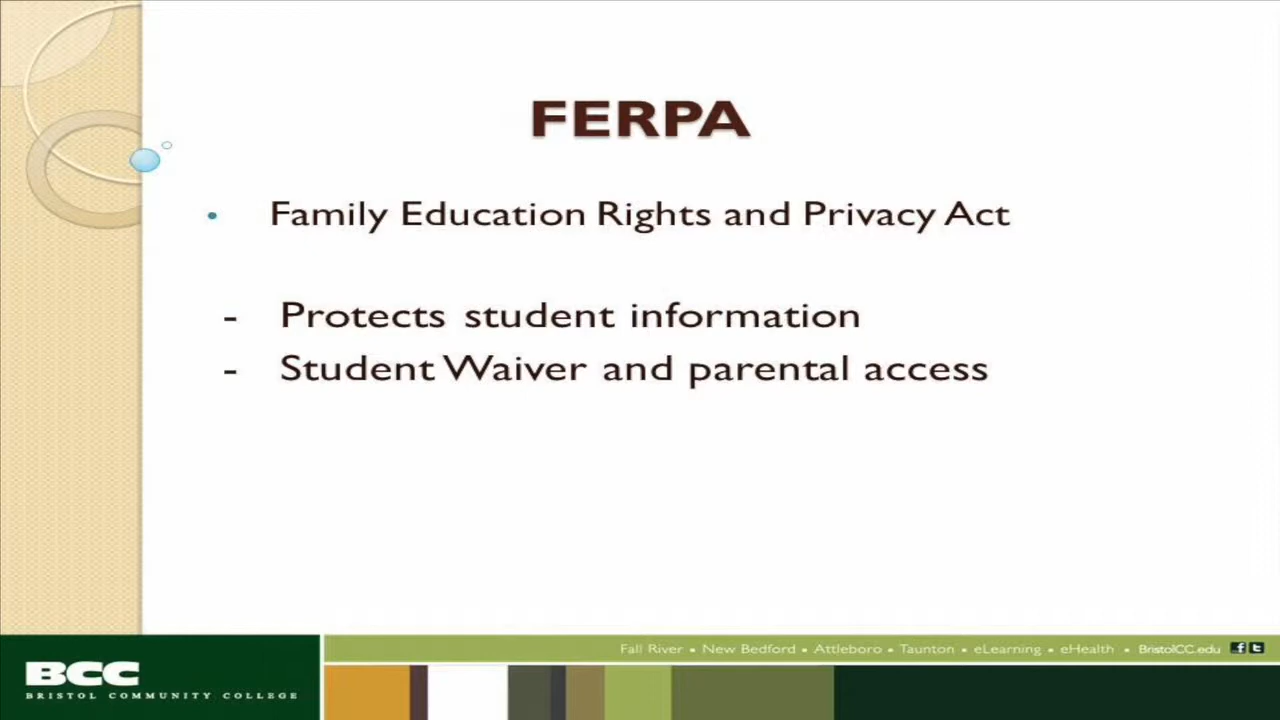 FERPA
• Family Education Rights and Privacy Act
- Protects student information
- Student Waiver and parental access
Fall River • New Bedford • Attleboro • Taunton • eLearning • eHealth • BristolCC.edu
BCC
BRISTOL COMMUNITY COLLEGE